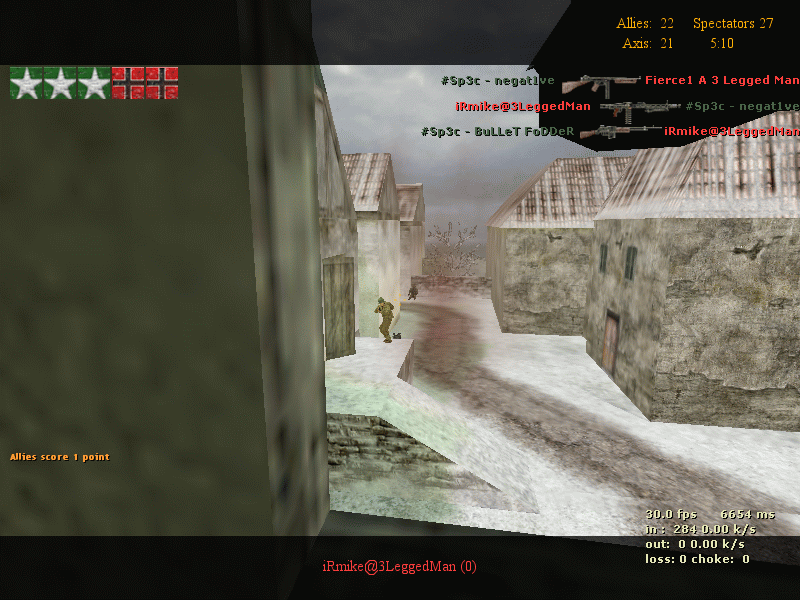 Allies: 22 Spectators 27
Axis: 21 5:10
#Sp3c - negat1ve Fierce1 A 3 Legged Man
iRmike@3LeggedMan #Sp3c - negat1ve
#Sp3c - BuLLeT FoDDeR iRmike@3LeggedMan
Allies score 1 point
30.0 fps 6654 ms
in : 284 0.00 k/s
out: 0 0.00 k/s
loss: 0 choke: 0
iRmike@3LeggedMan (0)